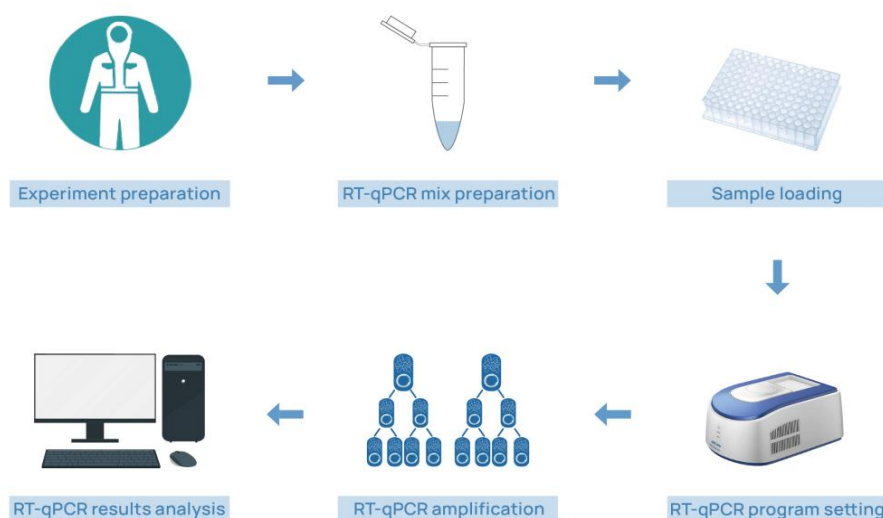 Experiment preparation
RT-qPCR mix preparation
Sample loading
RT-qPCR program setting
RT-qPCR amplification
RT-qPCR results analysis